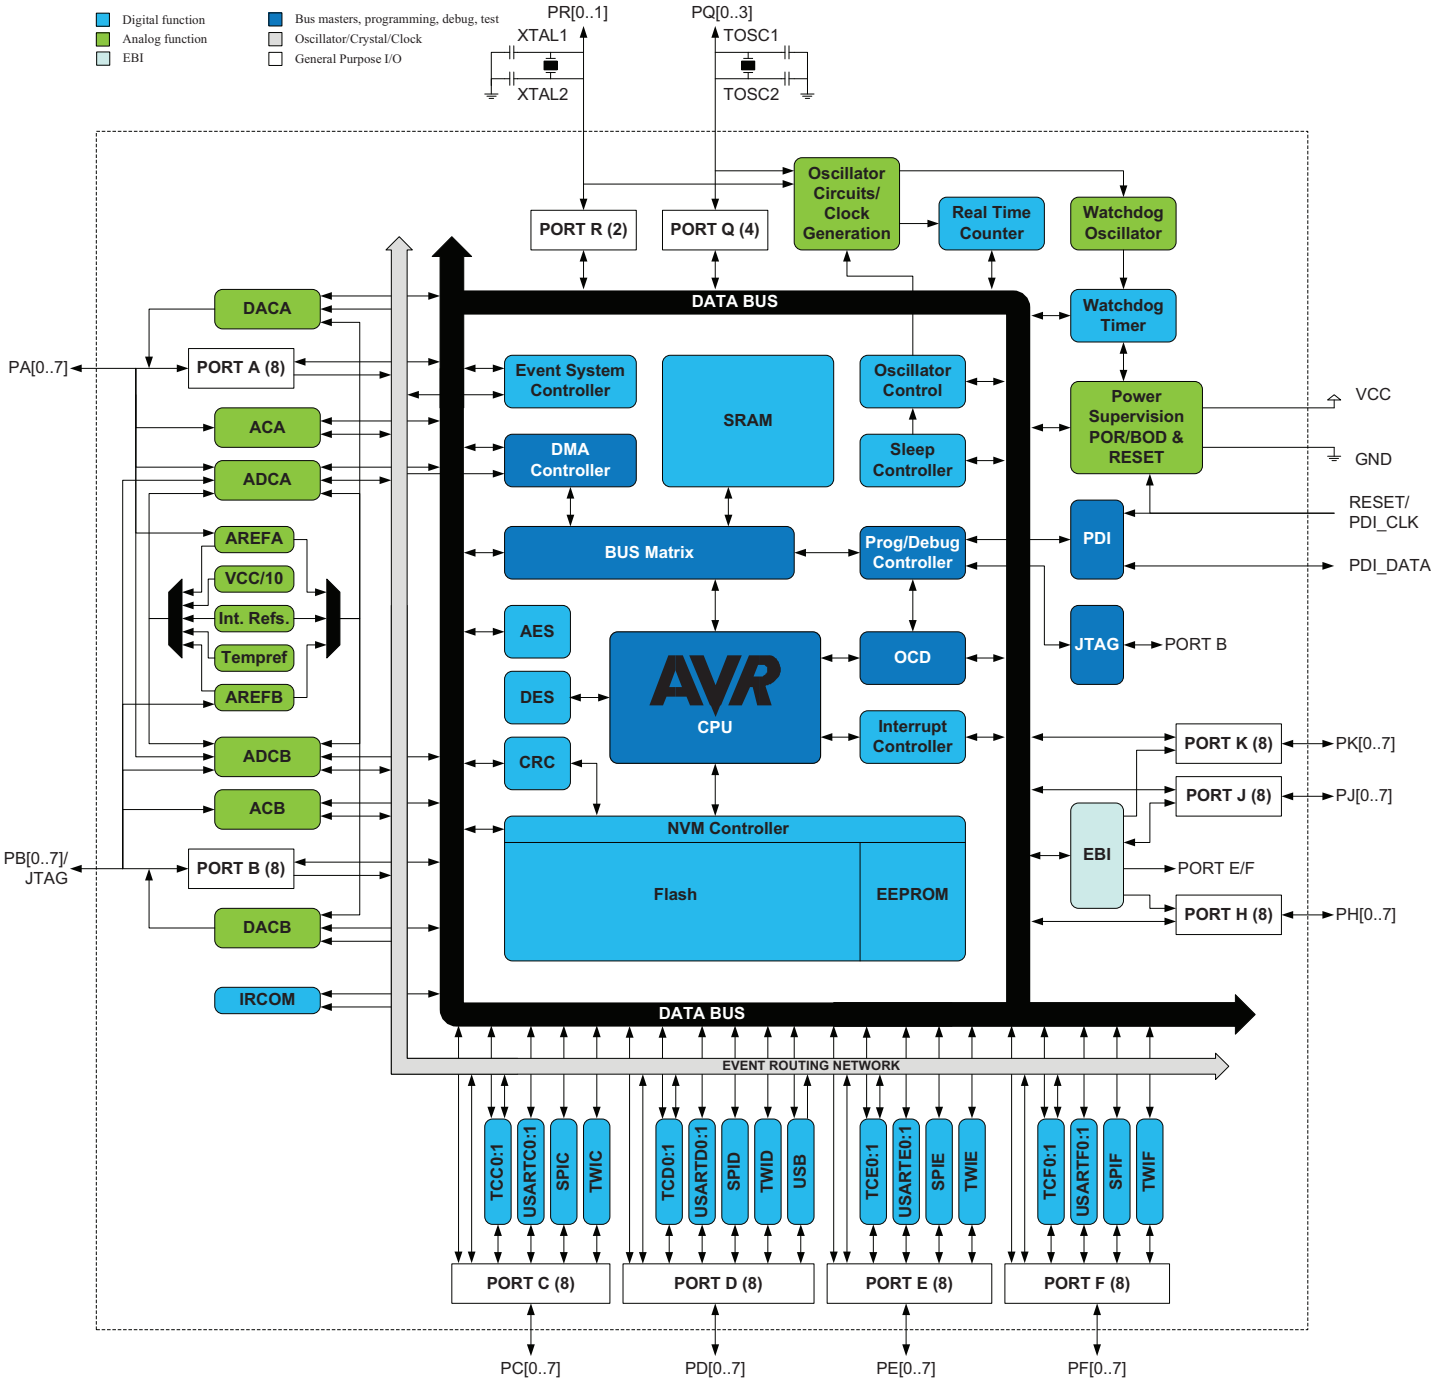 Digital function
Analog function
EBI
Bus masters, programming, debug, test
Oscillator/Crystal/Clock
General Purpose I/O
PR[0..1]
XTAL1
XTAL2
PQ[0..3]
TOSC1
TOSC2
Oscillator
Circuits/
Clock
Generation
Real Time
Counter
Watchdog
Oscillator
PORT R (2)
PORT Q (4)
DATA BUS
Watchdog
Timer
DACA
PA[0..7]
PORT A (8)
Event System
Controller
SRAM
Oscillator
Control
Power
Supervision
POR/BOD &
RESET
VCC
GND
ACA
DMA
Controller
Sleep
Controller
ADCA
RESET/
PDI_CLK
AREFA
BUS Matrix
Prog/Debug
Controller
PDI
PDI_DATA
VCC/10
Int. Refs.
Tempref
AREFB
AES
DES
CRC
AVR
CPU
OCD
JTAG
PORT B
Interrupt
Controller
ADCB
ACB
PORT K (8)
PK[0..7]
PORT J (8)
PJ[0..7]
EBI
PORT E/F
PORT H (8)
PH[0..7]
PB[0..7]/
JTAG
PORT B (8)
NVM Controller
Flash
EEPROM
DACB
IRCOM
DATA BUS
EVENT ROUTING NETWORK
TCC0:1
USARTC0:1
SPIC
TWIC
TCD0:1
USARTD0:1
SPID
TWID
USB
TCE0:1
USARTE0:1
SPIE
TWIE
TCF0:1
USARTF0:1
SPIF
TWIF
PORT C (8)
PORT D (8)
PORT E (8)
PORT F (8)
PC[0..7]
PD[0..7]
PE[0..7]
PF[0..7]